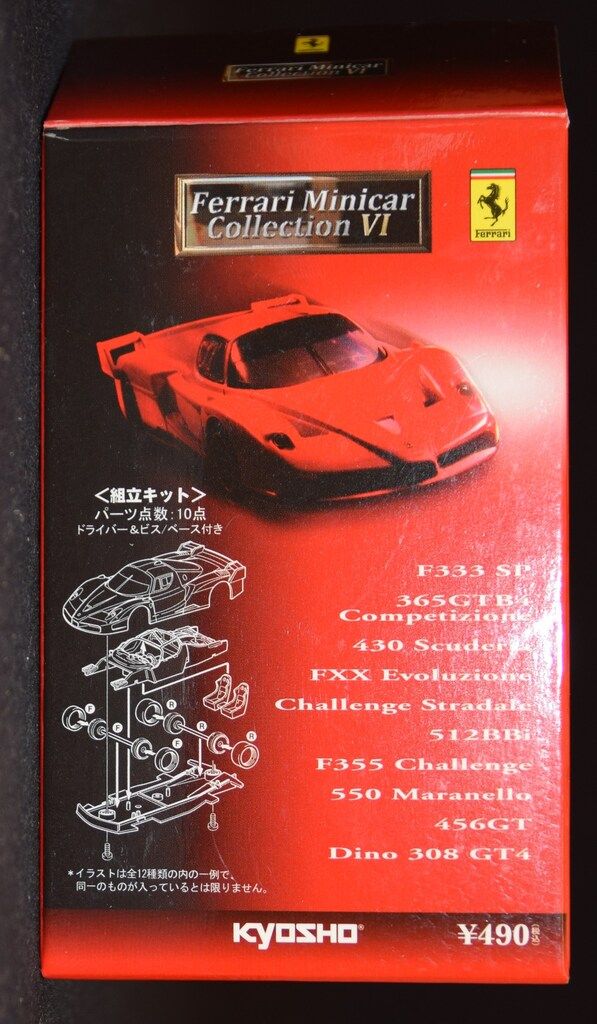 Ferrari Minicar
Collection VI
Ferrari Minicar
Collection VI
Ferrari
<組立キット>
パーツ点数:10点
ドライバー&ビス/ベース付き
F333 SP
365GTB4
Competizione
430 Scuderia
FXX Evoluzione
Challenge Stradale
512BBi
F355 Challenge
550 Maranello
456GT
Dino 308 GT4
F
F
F
R
R
R
*イラストは全12種類の内の一例で、
同一のものが入っているとは限りません。
KYOSHO®
¥490(税込)